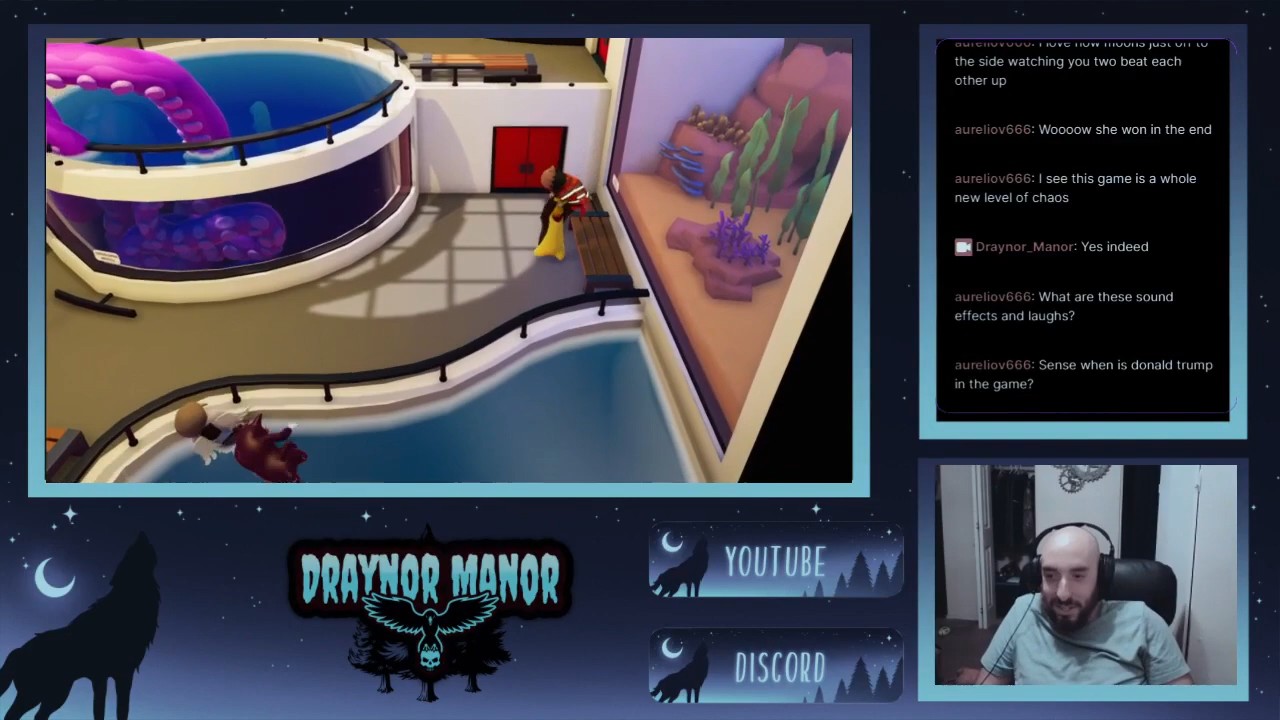 aureliov666: I love how moons just off to
the side watching you two beat each
other up
aureliov666: Woooow she won in the end
aureliov666: I see this game is a whole
new level of chaos
Draynor_Manor: Yes indeed
aureliov666: What are these sound
effects and laughs?
aureliov666: Sense when is donald trump
in the game?
DRAYNOR MANOR
YOUTUBE
DISCORD